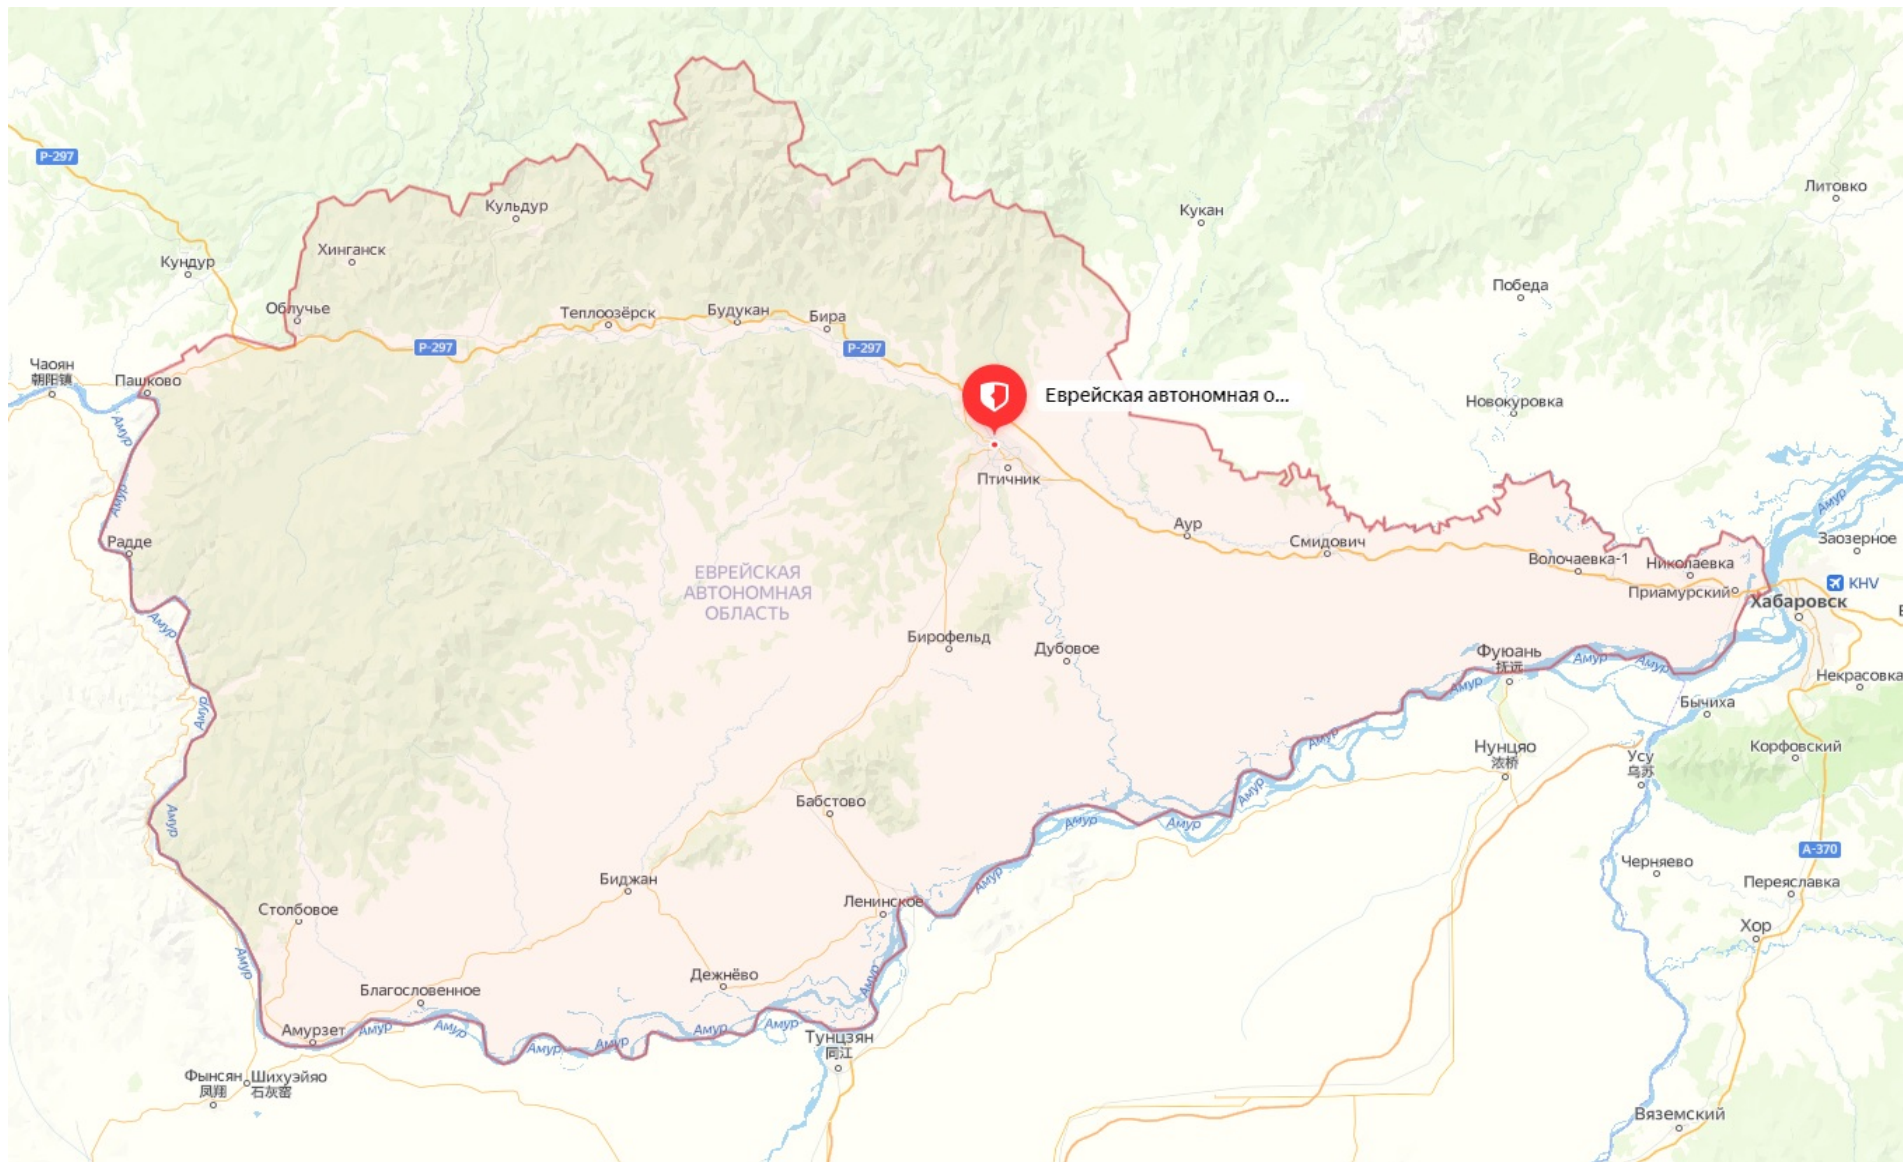 Р-297
Литовко
Кульдур
Кукан
Хинганск
Кундур
Победа
Облучье
Теплоозёрск
Будукан
Бира
Р-297
Р-297
Чаоян
朝阳镇
Пашково
Еврейская автономная о...
Новокуровка
Амур
Птичник
Амур
Амур
Аур
Радде
Смидович
Заозерное
Волочаевка-1
Николаевка
ЕВРЕЙСКАЯ
АВТОНОМНАЯ
ОБЛАСТЬ
KHV
Приамурский
Хабаровск
Амур
Бирофельд
Дубовое
Фуюань
抚远
Амур
Амур
Некрасовка
Амур
Амур
Бычиха
Амур
Нунцяо
浓桥
Корфовский
Усу
乌苏
Амур
Бабстово
Амур
Амур
Амур
А-370
Черняево
Биджан
Амур
Переяславка
Ленинское
Столбовое
Хор
Амур
Дежнёво
Амур
Благословенное
Амурзет
Амур
Амур
Амур
Амур
Амур
Амур
Тунцзян
同江
Фынсян
凤翔
Шихуэйяо
石灰窑
Вяземский